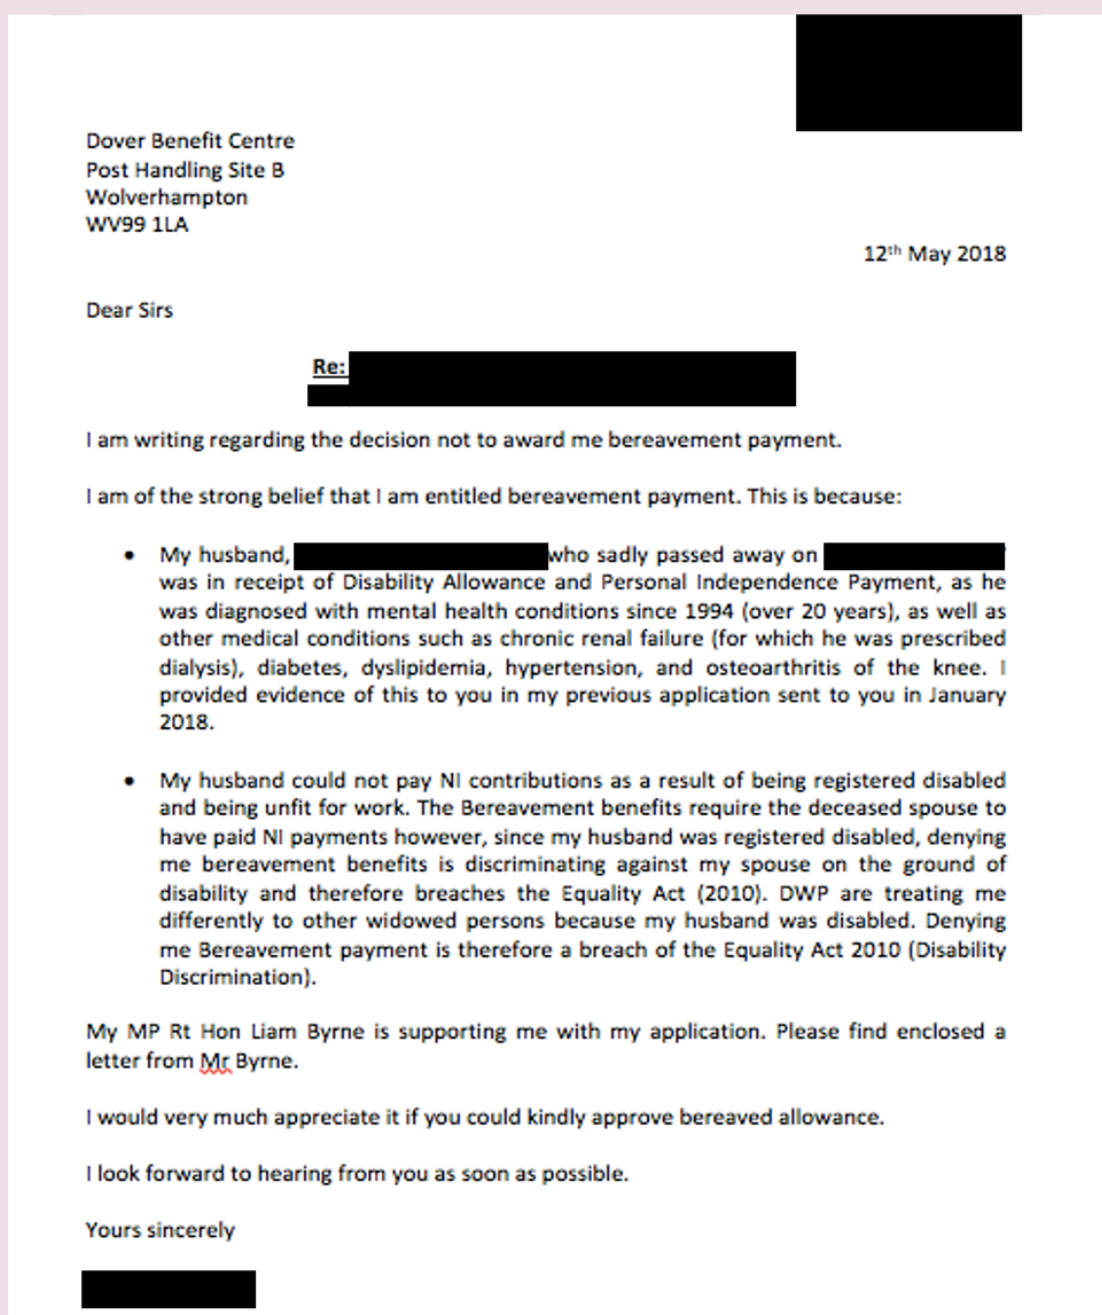 Dover Benefit Centre
Post Handling Site B
Wolverhampton
WV99 1LA
12th May 2018
Dear Sirs
Re:
I am writing regarding the decision not to award me bereavement payment.
I am of the strong belief that I am entitled bereavement payment. This is because:
• My husband, who sadly passed away on
was in receipt of Disability Allowance and Personal Independence Payment, as he
was diagnosed with mental health conditions since 1994 (over 20 years), as well as
other medical conditions such as chronic renal failure (for which he was prescribed
dialysis), diabetes, dyslipidemia, hypertension, and osteoarthritis of the knee. I
provided evidence of this to you in my previous application sent to you in January
2018.
• My husband could not pay NI contributions as a result of being registered disabled
and being unfit for work. The Bereavement benefits require the deceased spouse to
have paid NI payments however, since my husband was registered disabled, denying
me bereavement benefits is discriminating against my spouse on the ground of
disability and therefore breaches the Equality Act (2010). DWP are treating me
differently to other widowed persons because my husband was disabled. Denying
me Bereavement payment is therefore a breach of the Equality Act 2010 (Disability
Discrimination).
My MP Rt Hon Liam Byrne is supporting me with my application. Please find enclosed a
letter from Mr Byrne.
I would very much appreciate it if you could kindly approve bereaved allowance.
I look forward to hearing from you as soon as possible.
Yours sincerely